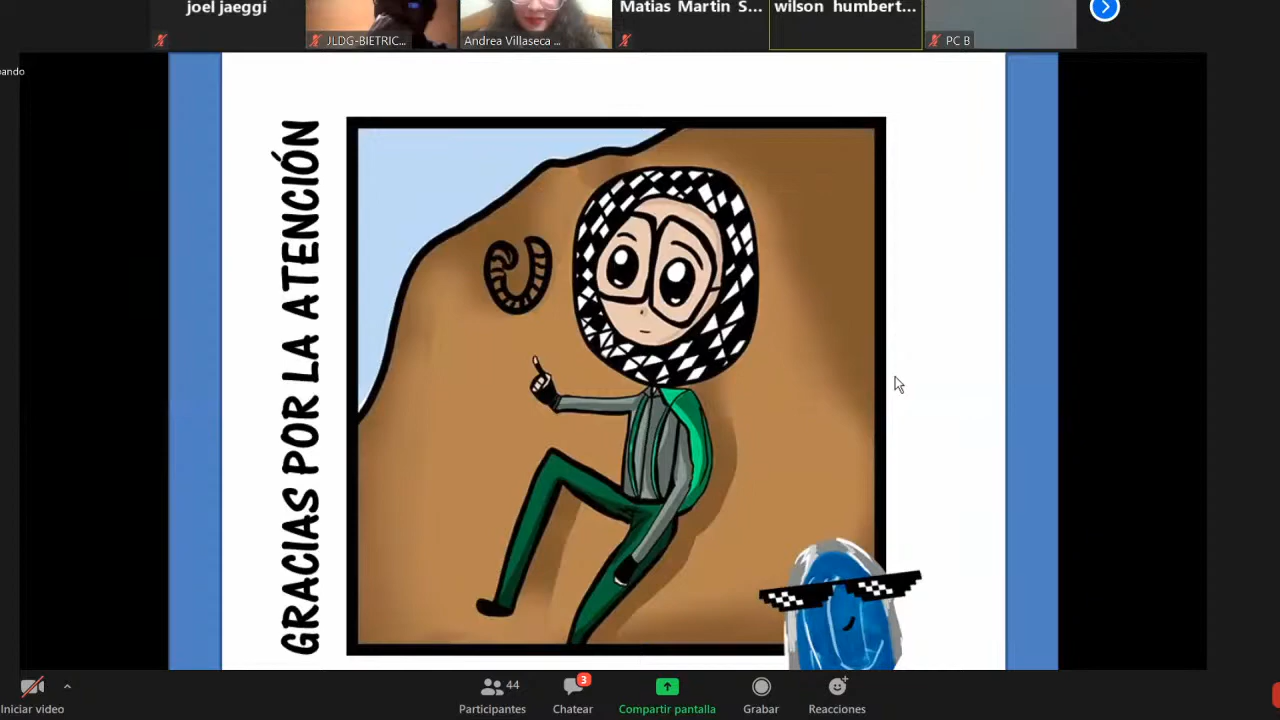 joel jaeggi
Matias Martin S...
wilson humbert...
JLDG-BIETRIC...
Andrea Villaseca ...
PC B
ando
GRACIAS POR LA ATENCIÓN
44
3
Iniciar video
Participantes
Chatear
Compartir pantalla
Grabar
Reacciones